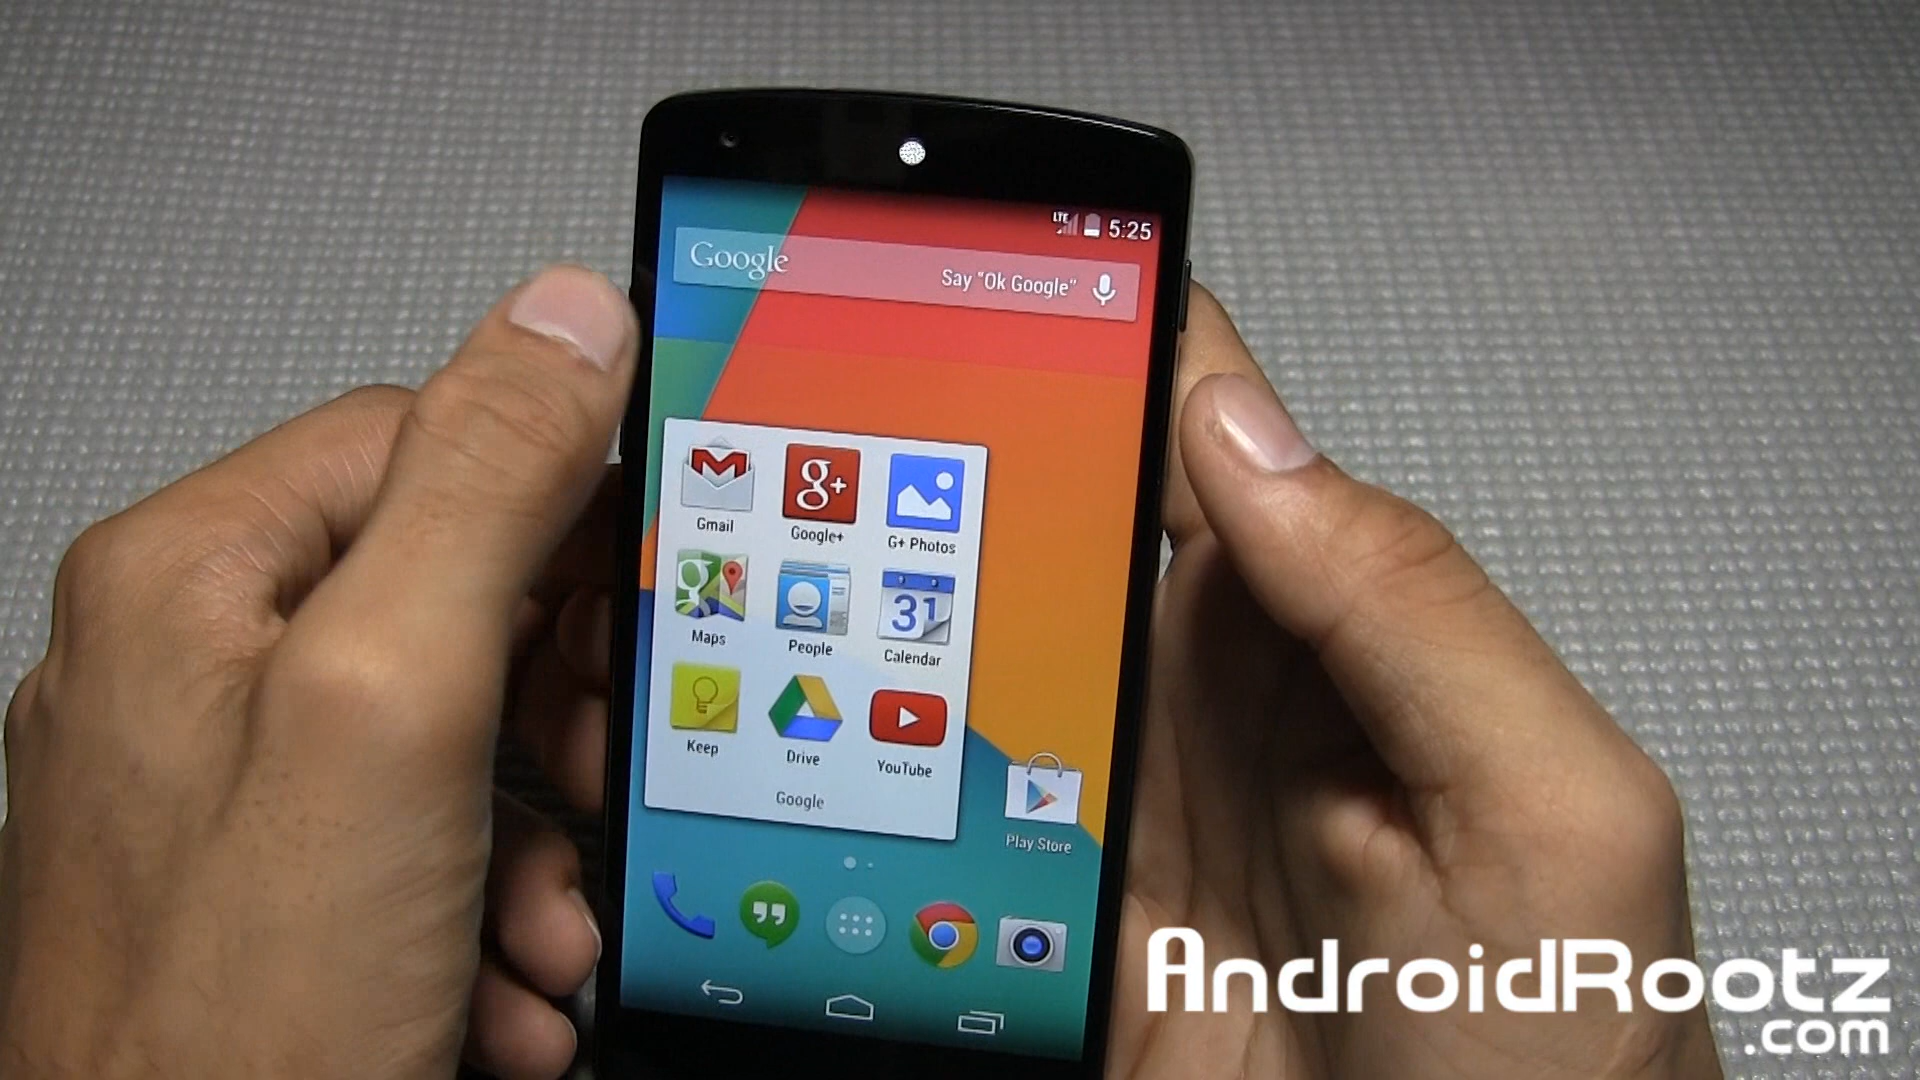 LTE 5:25
Google
Say "Ok Google"
Gmail
Google+
G+ Photos
Maps
People
31
Calendar
Keep
Drive
YouTube
Google
Play Store
AndroidRootz
.com